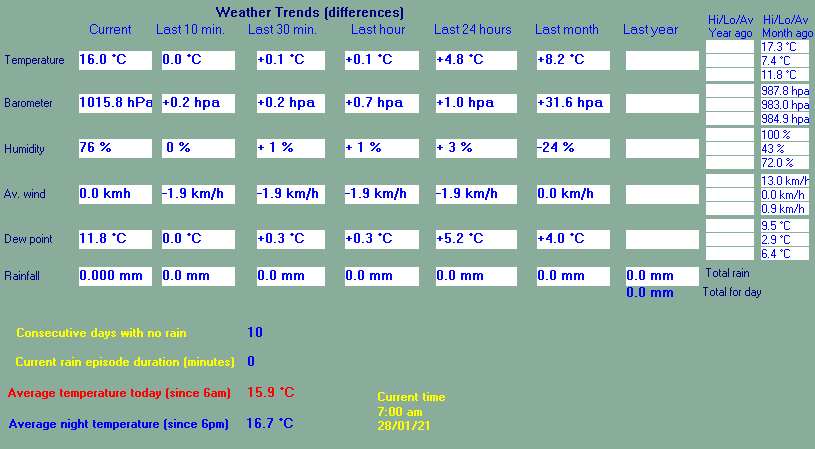 Weather Trends (differences)
Current Last 10 min. Last 30 min. Last hour Last 24 hours Last month Last year Hi/Lo/Av Year ago Hi/Lo/Av Month ago
Temperature 16.0 °C 0.0 °C +0.1 °C +0.1 °C +4.8 °C +8.2 °C
17.3 °C
7.4 °C
11.8 °C
Barometer 1015.8 hPa +0.2 hpa +0.2 hpa +0.7 hpa +1.0 hpa +31.6 hpa
987.8 hpa
983.0 hpa
984.9 hpa
Humidity 76 % 0 % + 1 % + 1 % + 3 % -24 %
100 %
43 %
72.0 %
Av. wind 0.0 kmh -1.9 km/h -1.9 km/h -1.9 km/h -1.9 km/h 0.0 km/h
13.0 km/h
0.0 km/h
0.9 km/h
Dew point 11.8 °C 0.0 °C +0.3 °C +0.3 °C +5.2 °C +4.0 °C
9.5 °C
2.9 °C
6.4 °C
Rainfall 0.000 mm 0.0 mm 0.0 mm 0.0 mm 0.0 mm 0.0 mm 0.0 mm Total rain
0.0 mm Total for day
Consecutive days with no rain 10
Current rain episode duration (minutes) 0
Average temperature today (since 6am) 15.9 °C
Average night temperature (since 6pm) 16.7 °C
Current time
7:00 am
28/01/21